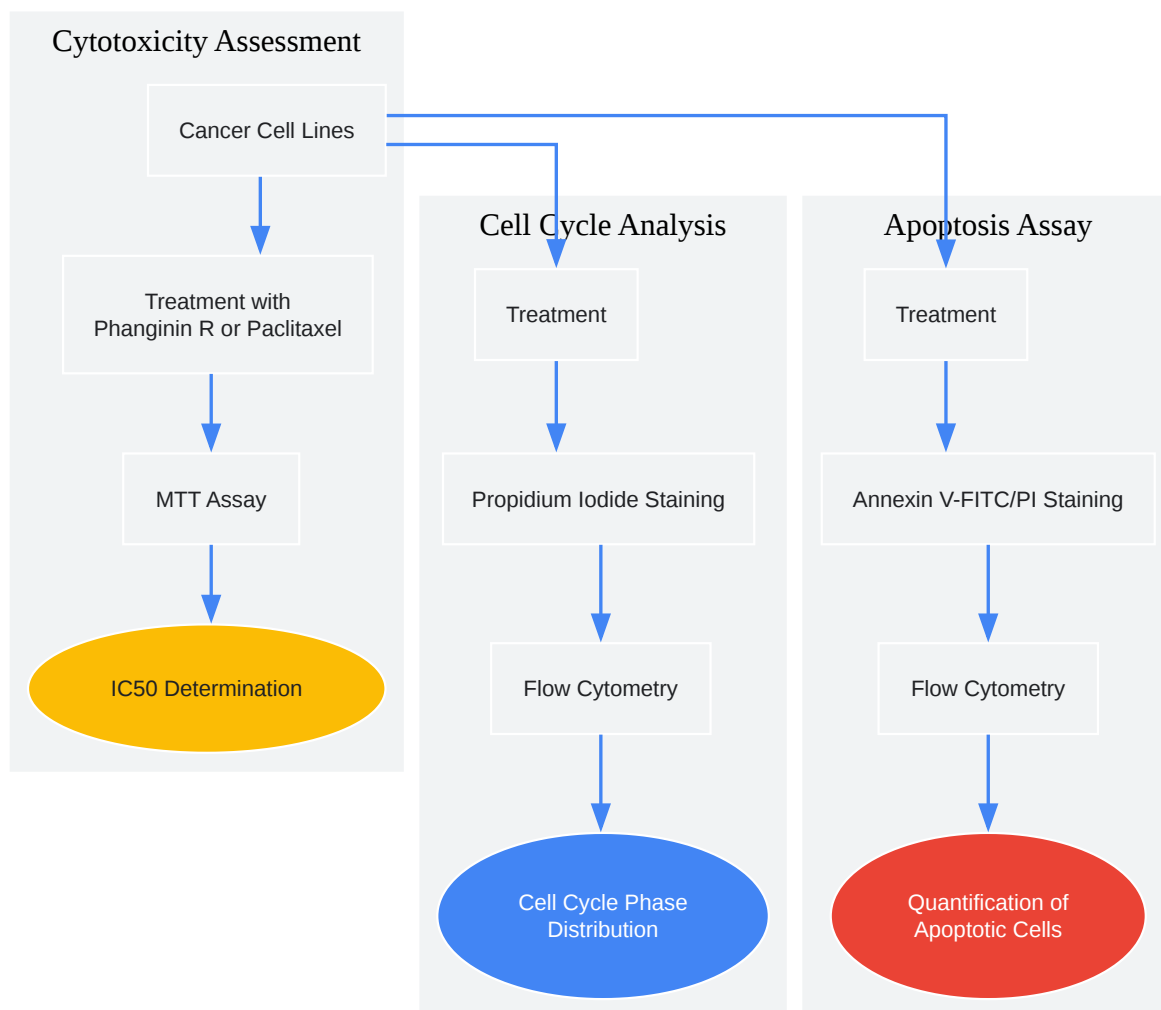 Cytotoxicity Assessment
Cancer Cell Lines
Treatment with
Phanginin R or Paclitaxel
MTT Assay
IC50 Determination
Cell Cycle Analysis
Treatment
Propidium Iodide Staining
Flow Cytometry
Cell Cycle Phase
Distribution
Apoptosis Assay
Treatment
Annexin V-FITC/PI Staining
Flow Cytometry
Quantification of
Apoptotic Cells